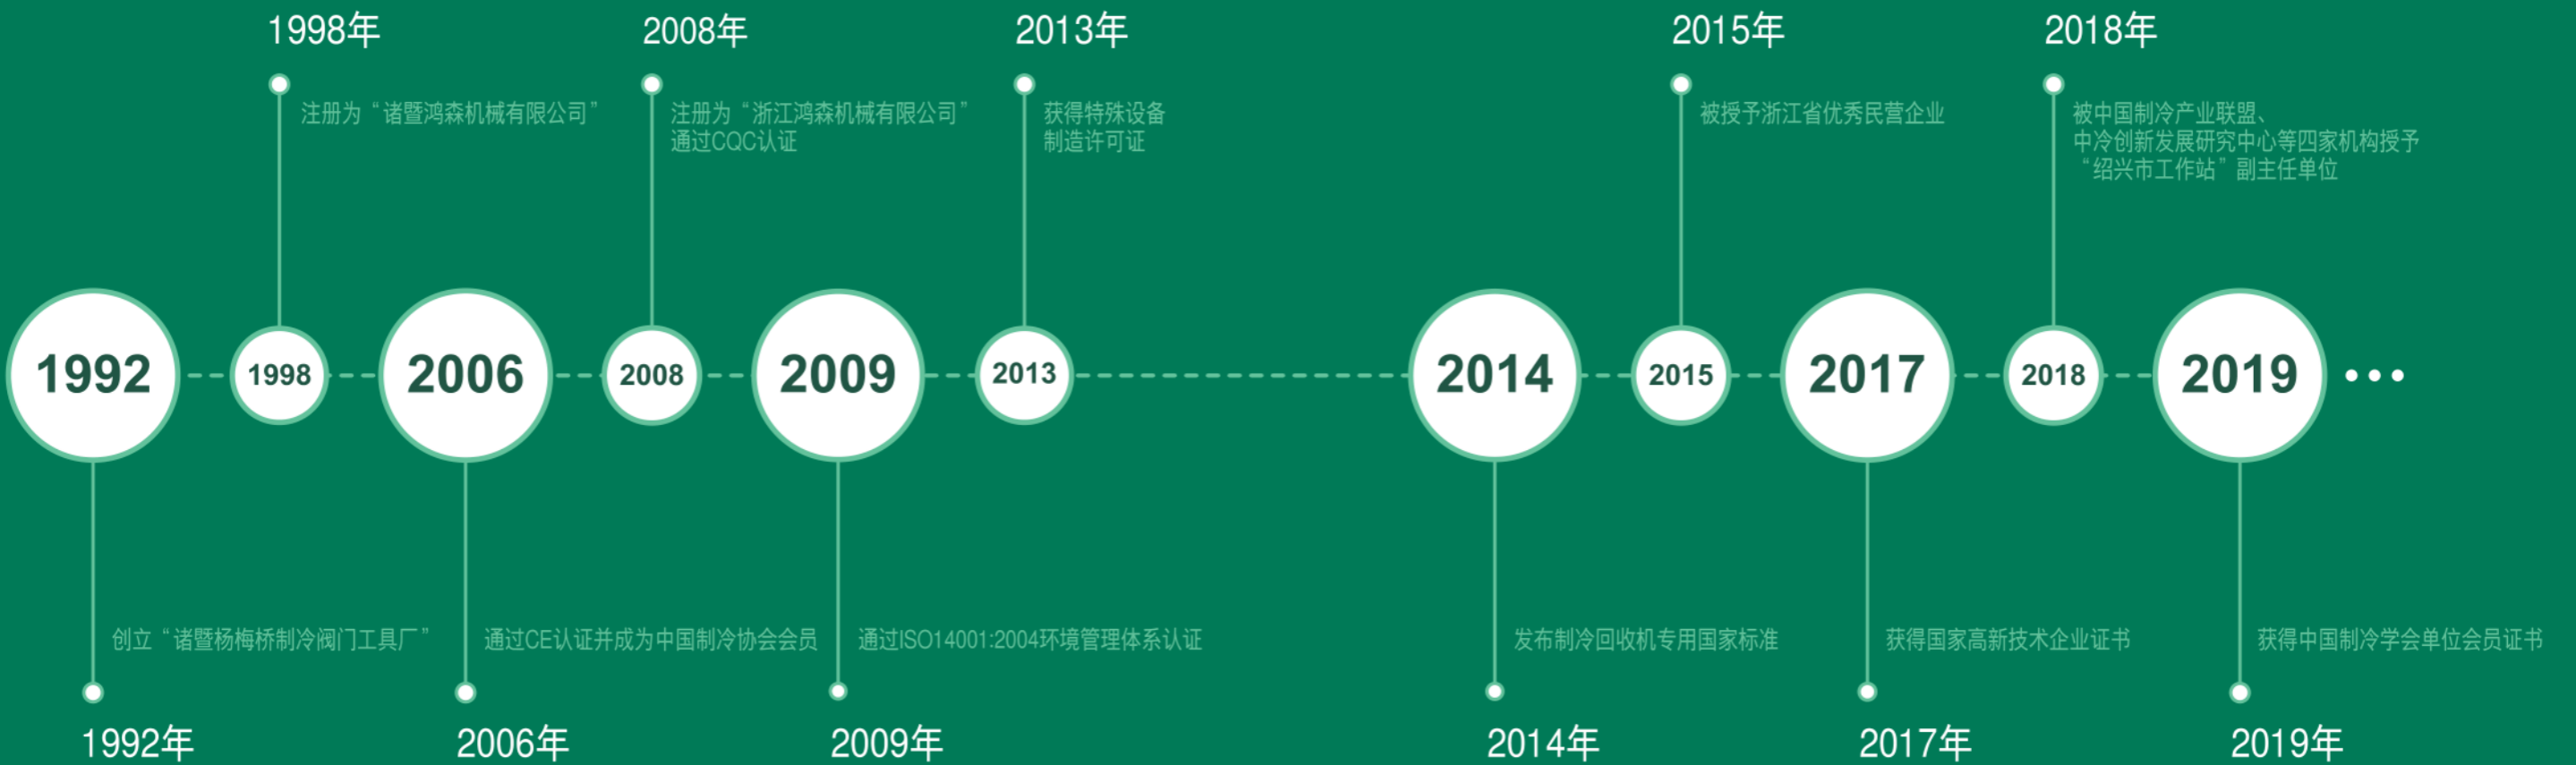 1998年
2008年
2013年
2015年
2018年
注册为“诸暨鸿森机械有限公司”
注册为“浙江鸿森机械有限公司”
通过CQC认证
获得特殊设备
制造许可证
被授予浙江省优秀民营企业
被中国制冷产业联盟、
中冷创新发展研究中心等四家机构授予
“绍兴市工作站”副主任单位
1992
1998
2006
2008
2009
2013
2014
2015
2017
2018
2019
创立“诸暨杨梅桥制冷阀门工具厂”
通过CE认证并成为中国制冷协会会员
通过ISO14001:2004环境管理体系认证
发布制冷回收机专用国家标准
获得国家高新技术企业证书
获得中国制冷学会单位会员证书
1992年
2006年
2009年
2014年
2017年
2019年